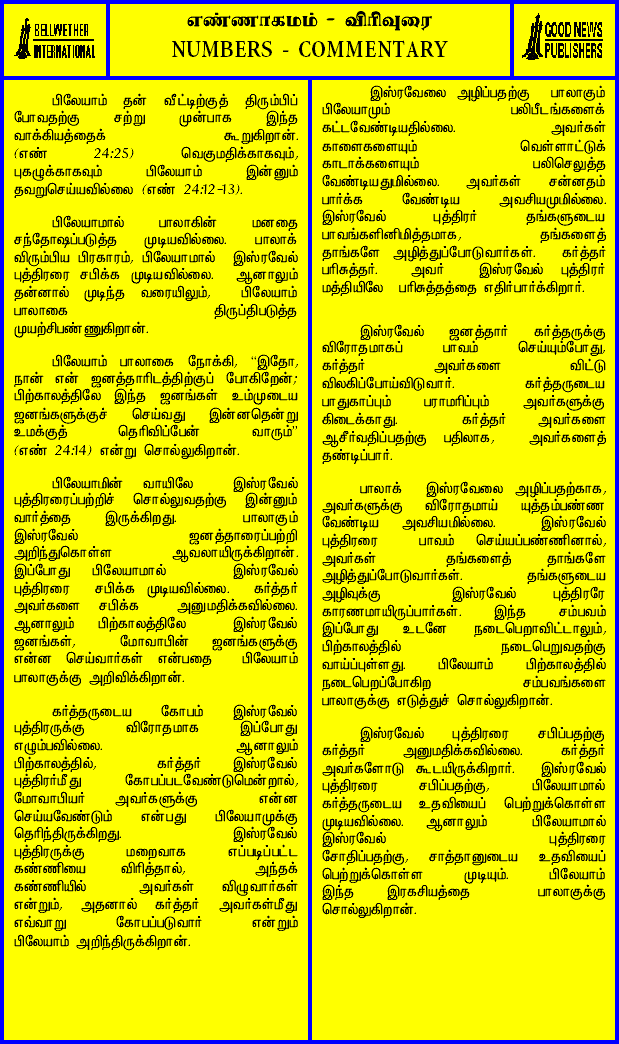 BELLWETHER
INTERNATIONAL
எண்ணாகமம் - விரிவுரை
NUMBERS - COMMENTARY
GOOD NEWS
PUBLISHERS
பிலேயாம் தன் வீட்டிற்குத் திரும்பிப்
போவதற்கு சற்று முன்பாக இந்த
வாக்கியத்தைக் கூறுகிறான்.
(எண் 24:25) வெகுமதிக்காகவும்,
புகழுக்காகவும் பிலேயாம் இன்னும்
தவறுசெய்யவில்லை (எண் 24:12-13).
பிலேயாமால் பாலாகின் மனதை
சந்தோஷப்படுத்த முடியவில்லை. பாலாக்
விரும்பிய பிரகாரம், பிலேயாமால் இஸ்ரவேல்
புத்திரரை சபிக்க முடியவில்லை. ஆனாலும்
தன்னால் முடிந்த வரையிலும், பிலேயாம்
பாலாகை திருப்திபடுத்த
முயற்சிபண்ணுகிறான்.
பிலேயாம் பாலாகை நோக்கி, “இதோ,
நான் என் ஜனத்தாரிடத்திற்குப் போகிறேன்;
பிற்காலத்திலே இந்த ஜனங்கள் உம்முடைய
ஜனங்களுக்குச் செய்வது இன்னதென்று
உமக்குத் தெரிவிப்பேன் வாரும்”
(எண் 24:14) என்று சொல்லுகிறான்.
பிலேயாமின் வாயிலே இஸ்ரவேல்
புத்திரரைப்பற்றிச் சொல்லுவதற்கு இன்னும்
வார்த்தை இருக்கிறது. பாலாகும்
இஸ்ரவேல் ஜனத்தாரைப்பற்றி
அறிந்துகொள்ள ஆவலாயிருக்கிறான்.
இப்போது பிலேயாமால் இஸ்ரவேல்
புத்திரரை சபிக்க முடியவில்லை. கர்த்தர்
அவர்களை சபிக்க அனுமதிக்கவில்லை.
ஆனாலும் பிற்காலத்திலே இஸ்ரவேல்
ஜனங்கள், மோவாபின் ஜனங்களுக்கு
என்ன செய்வார்கள் என்பதை பிலேயாம்
பாலாகுக்கு அறிவிக்கிறான்.
கர்த்தருடைய கோபம் இஸ்ரவேல்
புத்திரருக்கு விரோதமாக இப்போது
எழும்பவில்லை. ஆனாலும்
பிற்காலத்தில், கர்த்தர் இஸ்ரவேல்
புத்திரர்மீது கோபப்படவேண்டுமென்றால்,
மோவாபியர் அவர்களுக்கு என்ன
செய்யவேண்டும் என்பது பிலேயாமுக்கு
தெரிந்திருக்கிறது. இஸ்ரவேல்
புத்திரருக்கு மறைவாக எப்படிப்பட்ட
கண்ணியை விரித்தால், அந்தக்
கண்ணியில் அவர்கள் விழுவார்கள்
என்றும், அதனால் கர்த்தர் அவர்கள்மீது
எவ்வாறு கோபப்படுவார் என்றும்
பிலேயாம் அறிந்திருக்கிறான்.
இஸ்ரவேலை அழிப்பதற்கு பாலாகும்
பிலேயாமும் பலிபீடங்களைக்
கட்டவேண்டியதில்லை. அவர்கள்
காளைகளையும் வெள்ளாட்டுக்
காடாக்களையும் பலிசெலுத்த
வேண்டியதுமில்லை. அவர்கள் சன்னதம்
பார்க்க வேண்டிய அவசியமுமில்லை.
இஸ்ரவேல் புத்திரர் தங்களுடைய
பாவங்களினிமித்தமாக, தங்களைத்
தாங்களே அழித்துப்போடுவார்கள். கர்த்தர்
பரிசுத்தர். அவர் இஸ்ரவேல் புத்திரர்
மத்தியிலே பரிசுத்தத்தை எதிர்பார்க்கிறார்.
இஸ்ரவேல் ஜனத்தார் கர்த்தருக்கு
விரோதமாகப் பாவம் செய்யும்போது,
கர்த்தர் அவர்களை விட்டு
விலகிப்போய்விடுவார். கர்த்தருடைய
பாதுகாப்பும் பராமரிப்பும் அவர்களுக்கு
கிடைக்காது. கர்த்தர் அவர்களை
ஆசீர்வதிப்பதற்கு பதிலாக, அவர்களைத்
தண்டிப்பார்.
பாலாக் இஸ்ரவேலை அழிப்பதற்காக,
அவர்களுக்கு விரோதமாய் யுத்தம்பண்ண
வேண்டிய அவசியமில்லை. இஸ்ரவேல்
புத்திரரை பாவம் செய்யப்பண்ணினால்,
அவர்கள் தங்களைத் தாங்களே
அழித்துப்போடுவார்கள். தங்களுடைய
அழிவுக்கு இஸ்ரவேல் புத்திரரே
காரணமாயிருப்பார்கள். இந்த சம்பவம்
இப்போது உடனே நடைபெறாவிட்டாலும்,
பிற்காலத்தில் நடைபெறுவதற்கு
வாய்ப்புள்ளது. பிலேயாம் பிற்காலத்தில்
நடைபெறப்போகிற சம்பவங்களை
பாலாகுக்கு எடுத்துச் சொல்லுகிறான்.
இஸ்ரவேல் புத்திரரை சபிப்பதற்கு
கர்த்தர் அனுமதிக்கவில்லை. கர்த்தர்
அவர்களோடு கூடயிருக்கிறார். இஸ்ரவேல்
புத்திரரை சபிப்பதற்கு, பிலேயாமால்
கர்த்தருடைய உதவியைப் பெற்றுக்கொள்ள
முடியவில்லை. ஆனாலும் பிலேயாமால்
இஸ்ரவேல் புத்திரரை
சோதிப்பதற்கு, சாத்தானுடைய உதவியைப்
பெற்றுக்கொள்ள முடியும். பிலேயாம்
இந்த இரகசியத்தை பாலாகுக்கு
சொல்லுகிறான்.